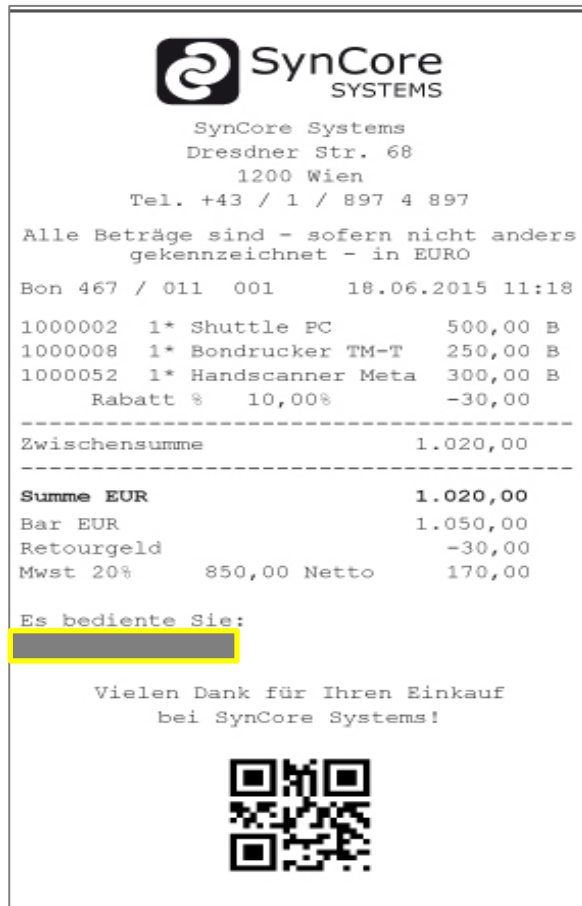 SynCore
SYSTEMS
SynCore Systems
Dresdner Str. 68
1200 Wien
Tel. +43 / 1 / 897 4 897
Alle Beträge sind - sofern nicht anders
gekennzeichnet - in EURO
Bon 467 / 011 001 18.06.2015 11:18
1000002 1* Shuttle PC 500,00 B
1000008 1* Bondrucker TM-T 250,00 B
1000052 1* Handscanner Meta 300,00 B
Rabatt % 10,00% -30,00
Zwischensumme 1.020,00
Summe EUR 1.020,00
Bar EUR 1.050,00
Retourgeld -30,00
Mwst 20% 850,00 Netto 170,00
Es bediente Sie:
Vielen Dank für Ihren Einkauf
bei SynCore Systems!